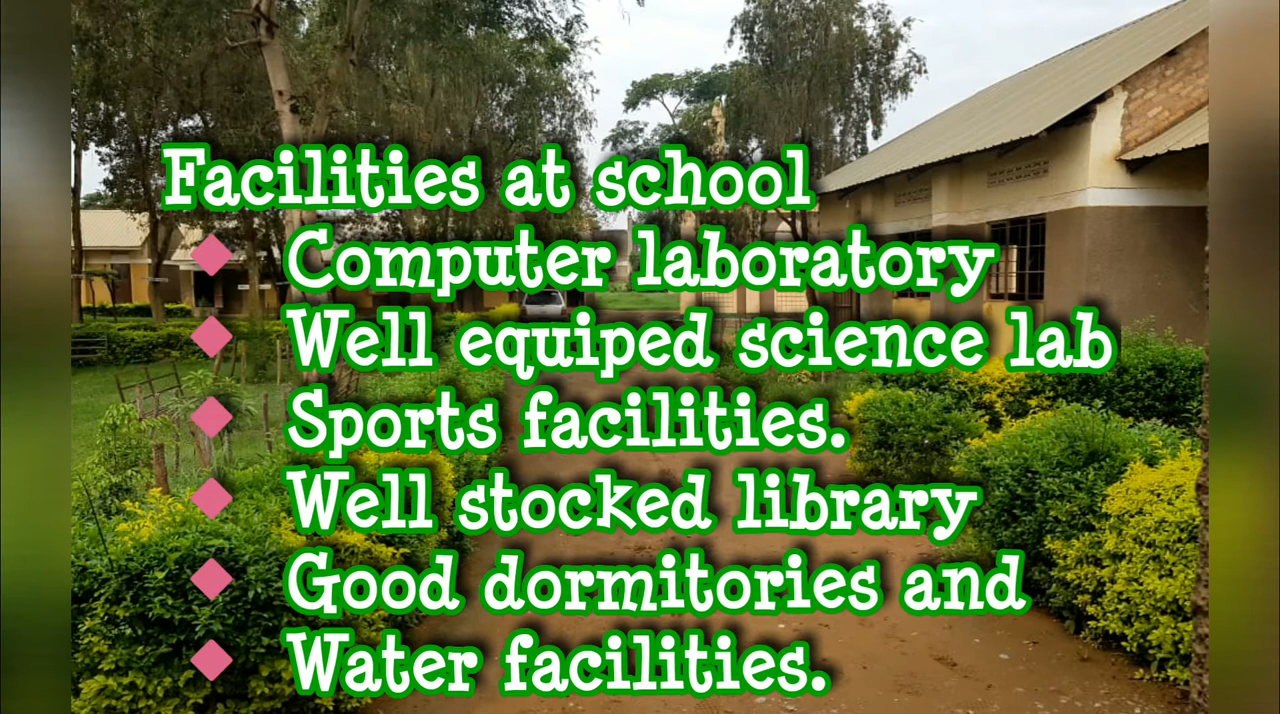 Facilities at school
Computer laboratory
Well equiped science lab
Sports facilities.
Well stocked library
Good dormitories and
Water facilities.